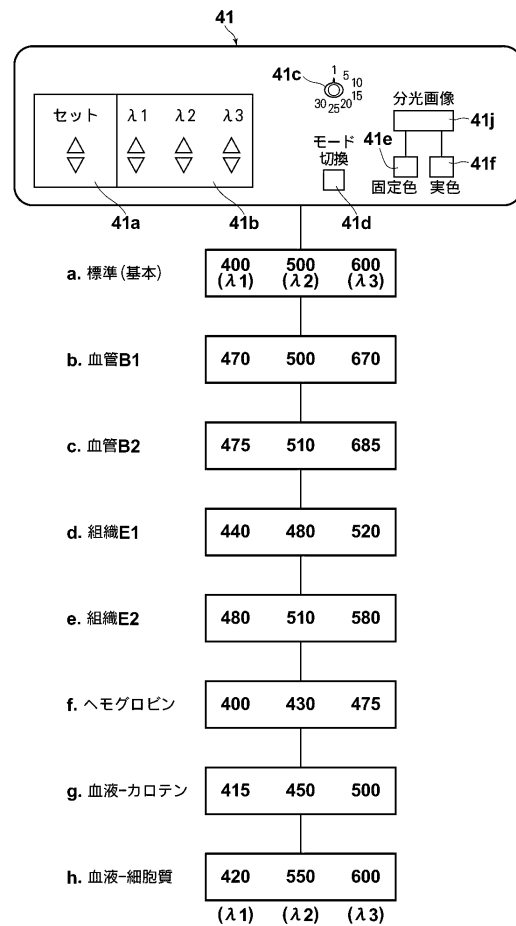 41
41c
1
5
10
15
20
25
30
分光画像
41j
セット
λ1 λ2 λ3
モード
切換
41e
41f
固定色 実色
41a
41b
41d
a. 標準(基本) 400 500 600
(λ1) (λ2) (λ3)
b. 血管B1 470 500 670
c. 血管B2 475 510 685
d. 組織E1 440 480 520
e. 組織E2 480 510 580
f. ヘモグロビン 400 430 475
g. 血液−カロテン 415 450 500
h. 血液−細胞質 420 550 600
(λ1) (λ2) (λ3)